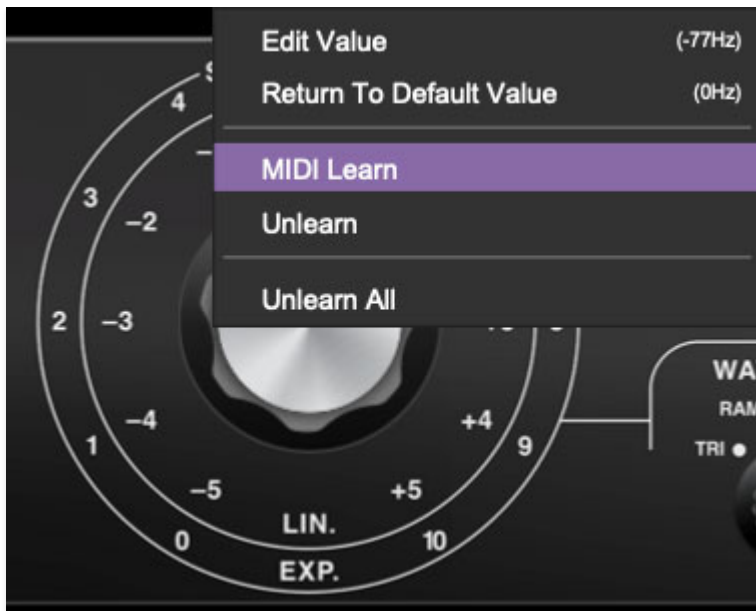 Edit Value (-77Hz)
Return To Default Value (0Hz)
MIDI Learn
Unlearn
Unlearn All
4
3
-2
2 -3
-4 +4
1 9
-5 +5
LIN.
0 10
EXP.
RAM
TRI